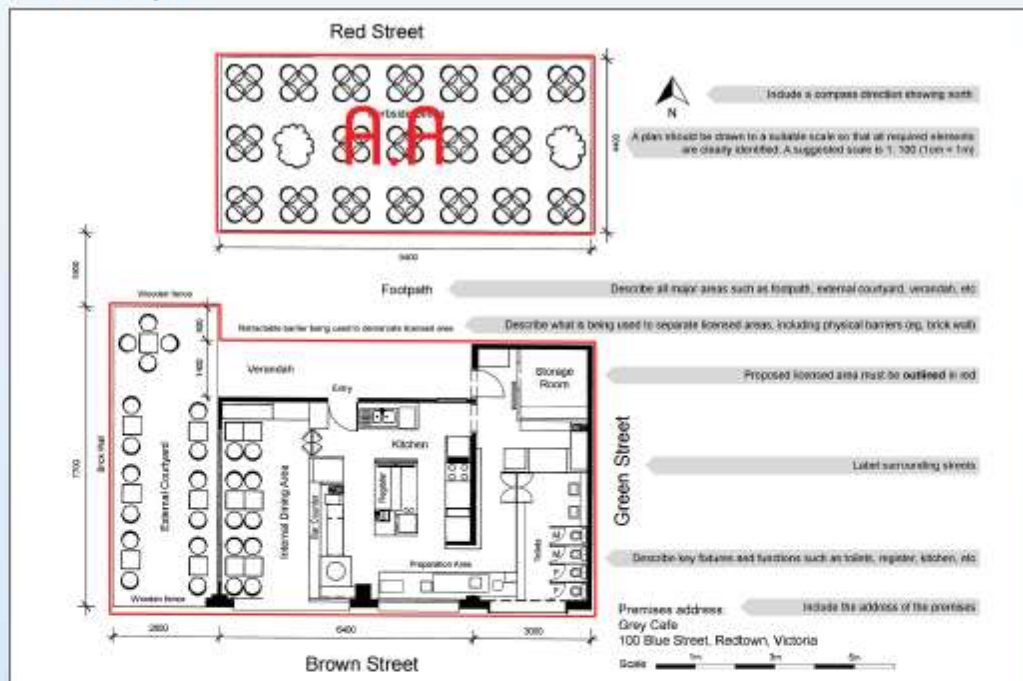 Red Street
A.A
N
Include a compass direction showing north
A plan should be drawn to a suitable scale so that all required elements
are clearly identified. A suggested scale is 1: 100 (1cm = 1m)
4400
9400
Footpath
Describe all major areas such as footpath, external courtyard, verandah, etc
Wooden fence
Retractable barrier being used to demarcate licensed area
Describe what is being used to separate licensed areas, including physical barriers (eg, brick wall)
Verandah
1400
Entry
Storage
Room
Proposed licensed area must be outlined in red
Kitchen
Brick Wall
External Courtyard
Internal Dining Area
Bar Counter
Register
Green Street
Label surrounding streets
7700
Toilets
Preparation Area
Describe key fixtures and functions such as toilets, register, kitchen, etc
Wooden fence
Premises address:
Include the address of the premises
Grey Cafe
100 Blue Street, Redtown, Victoria
6400
3000
Brown Street
Scale
1m
3m
5m